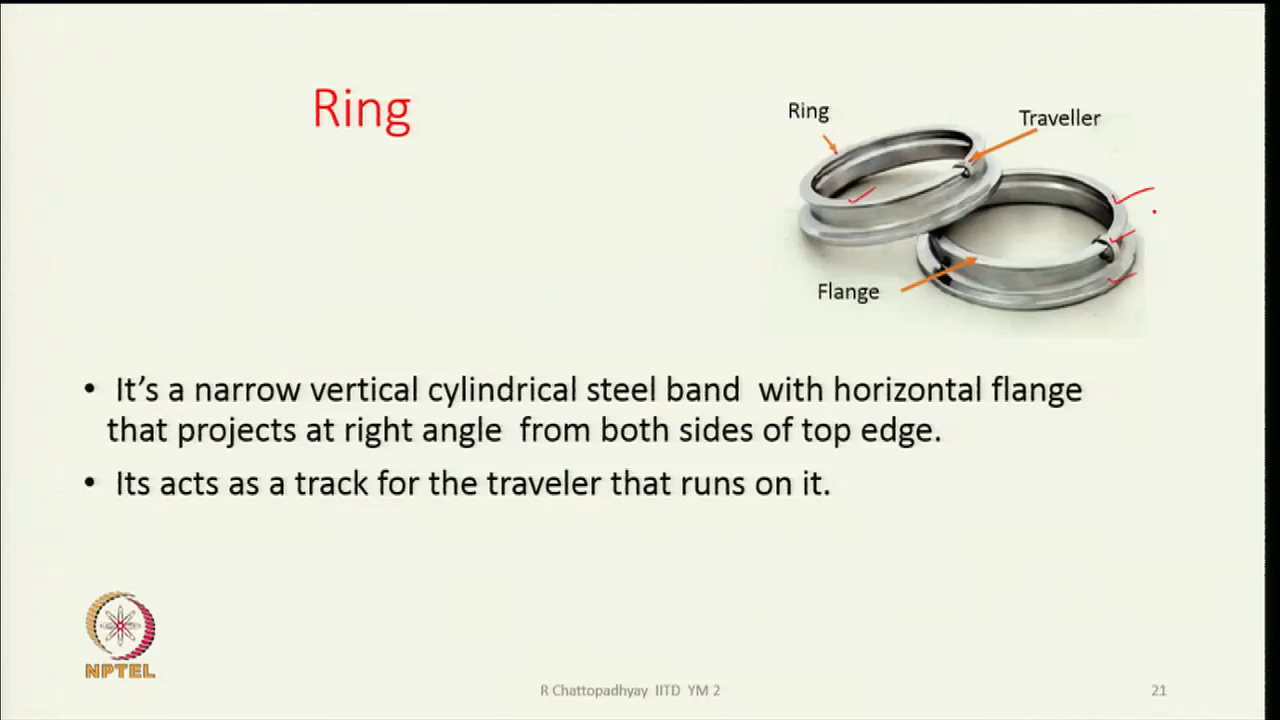 Ring
Ring
Traveller
Flange
• It's a narrow vertical cylindrical steel band with horizontal flange
that projects at right angle from both sides of top edge.
• Its acts as a track for the traveler that runs on it.
NPTEL
R Chattopadhyay IITD YM 2
21